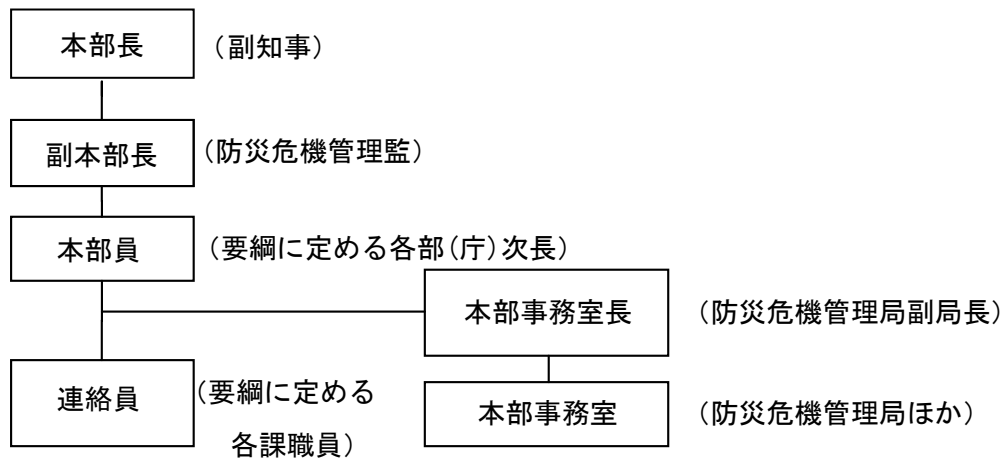 本部長 (副知事)
副本部長 (防災危機管理監)
本部員 (要綱に定める各部(庁)次長)
本部事務室長 (防災危機管理局副局長)
連絡員 (要綱に定める
各課職員)
本部事務室 (防災危機管理局ほか)